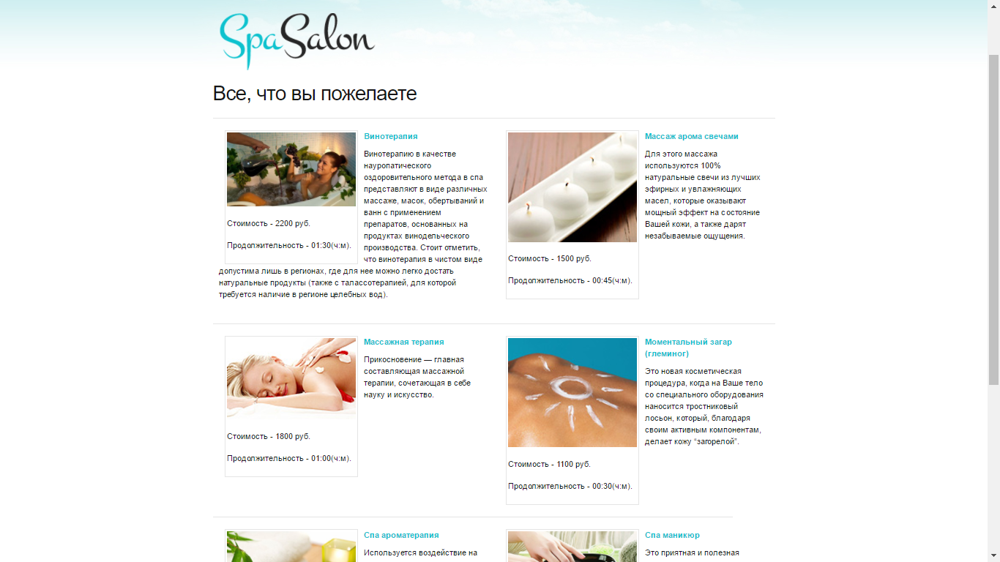 SpaSalon
Все, что вы пожелаете
Винотерапия
Винотерапию в качестве
науропатического
оздоровительного метода в спа
представляют в виде различных
массаже, масок, обертываний и
ванн с применением
препаратов, основанных на
продуктах винодельческого
производства. Стоит отметить,
что винотерапия в чистом виде
допустима лишь в регионах, где для нее можно легко достать
натуральные продукты (также с талассотерапией, для которой
требуется наличие в регионе целебных вод).
Стоимость - 2200 руб.
Продолжительность - 01:30(ч:м).
Массаж арома свечами
Для этого массажа
используются 100%
натуральные свечи из лучших
эфирных и увлажняющих
масел, которые оказывают
мощный эффект на состояние
Вашей кожи, а также дарят
незабываемые ощущения.
Стоимость - 1500 руб.
Продолжительность - 00:45(ч:м).
Массажная терапия
Прикосновение — главная
составляющая массажной
терапии, сочетающая в себе
науку и искусство.
Стоимость - 1800 руб.
Продолжительность - 01:00(ч:м).
Моментальный загар
(глеминог)
Это новая косметическая
процедура, когда на Ваше тело
со специального оборудования
наносится тростниковый
лосьон, который, благодаря
своим активным компонентам,
делает кожу “загорелой”.
Стоимость - 1100 руб.
Продолжительность - 00:30(ч:м).
Спа ароматерапия
Используется воздействие на
Спа маникюр
Это приятная и полезная